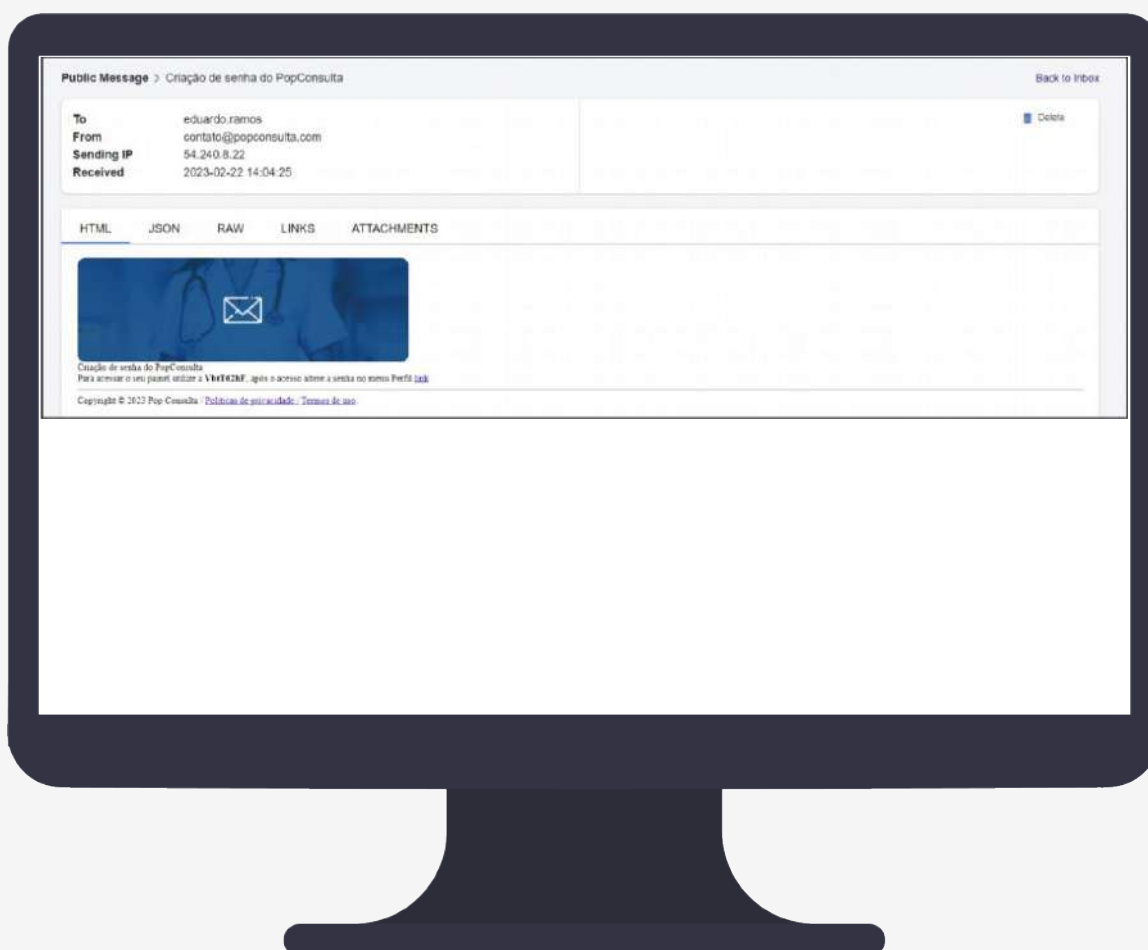 Public Message > Criação de senha do PopConsulta
Back to Inbox
To eduardo.ramos
From contato@popconsulta.com
Sending IP 54.240.8.22
Received 2023-02-22 14:04:25
Delete
HTML JSON RAW LINKS ATTACHMENTS
Criação de senha do PopConsulta
Para acessar o seu painel utilize a , após o acesso altere a senha no menu Perfil link
Copyright © 2023 Pop Consulta / Políticas de privacidade / Termos de uso